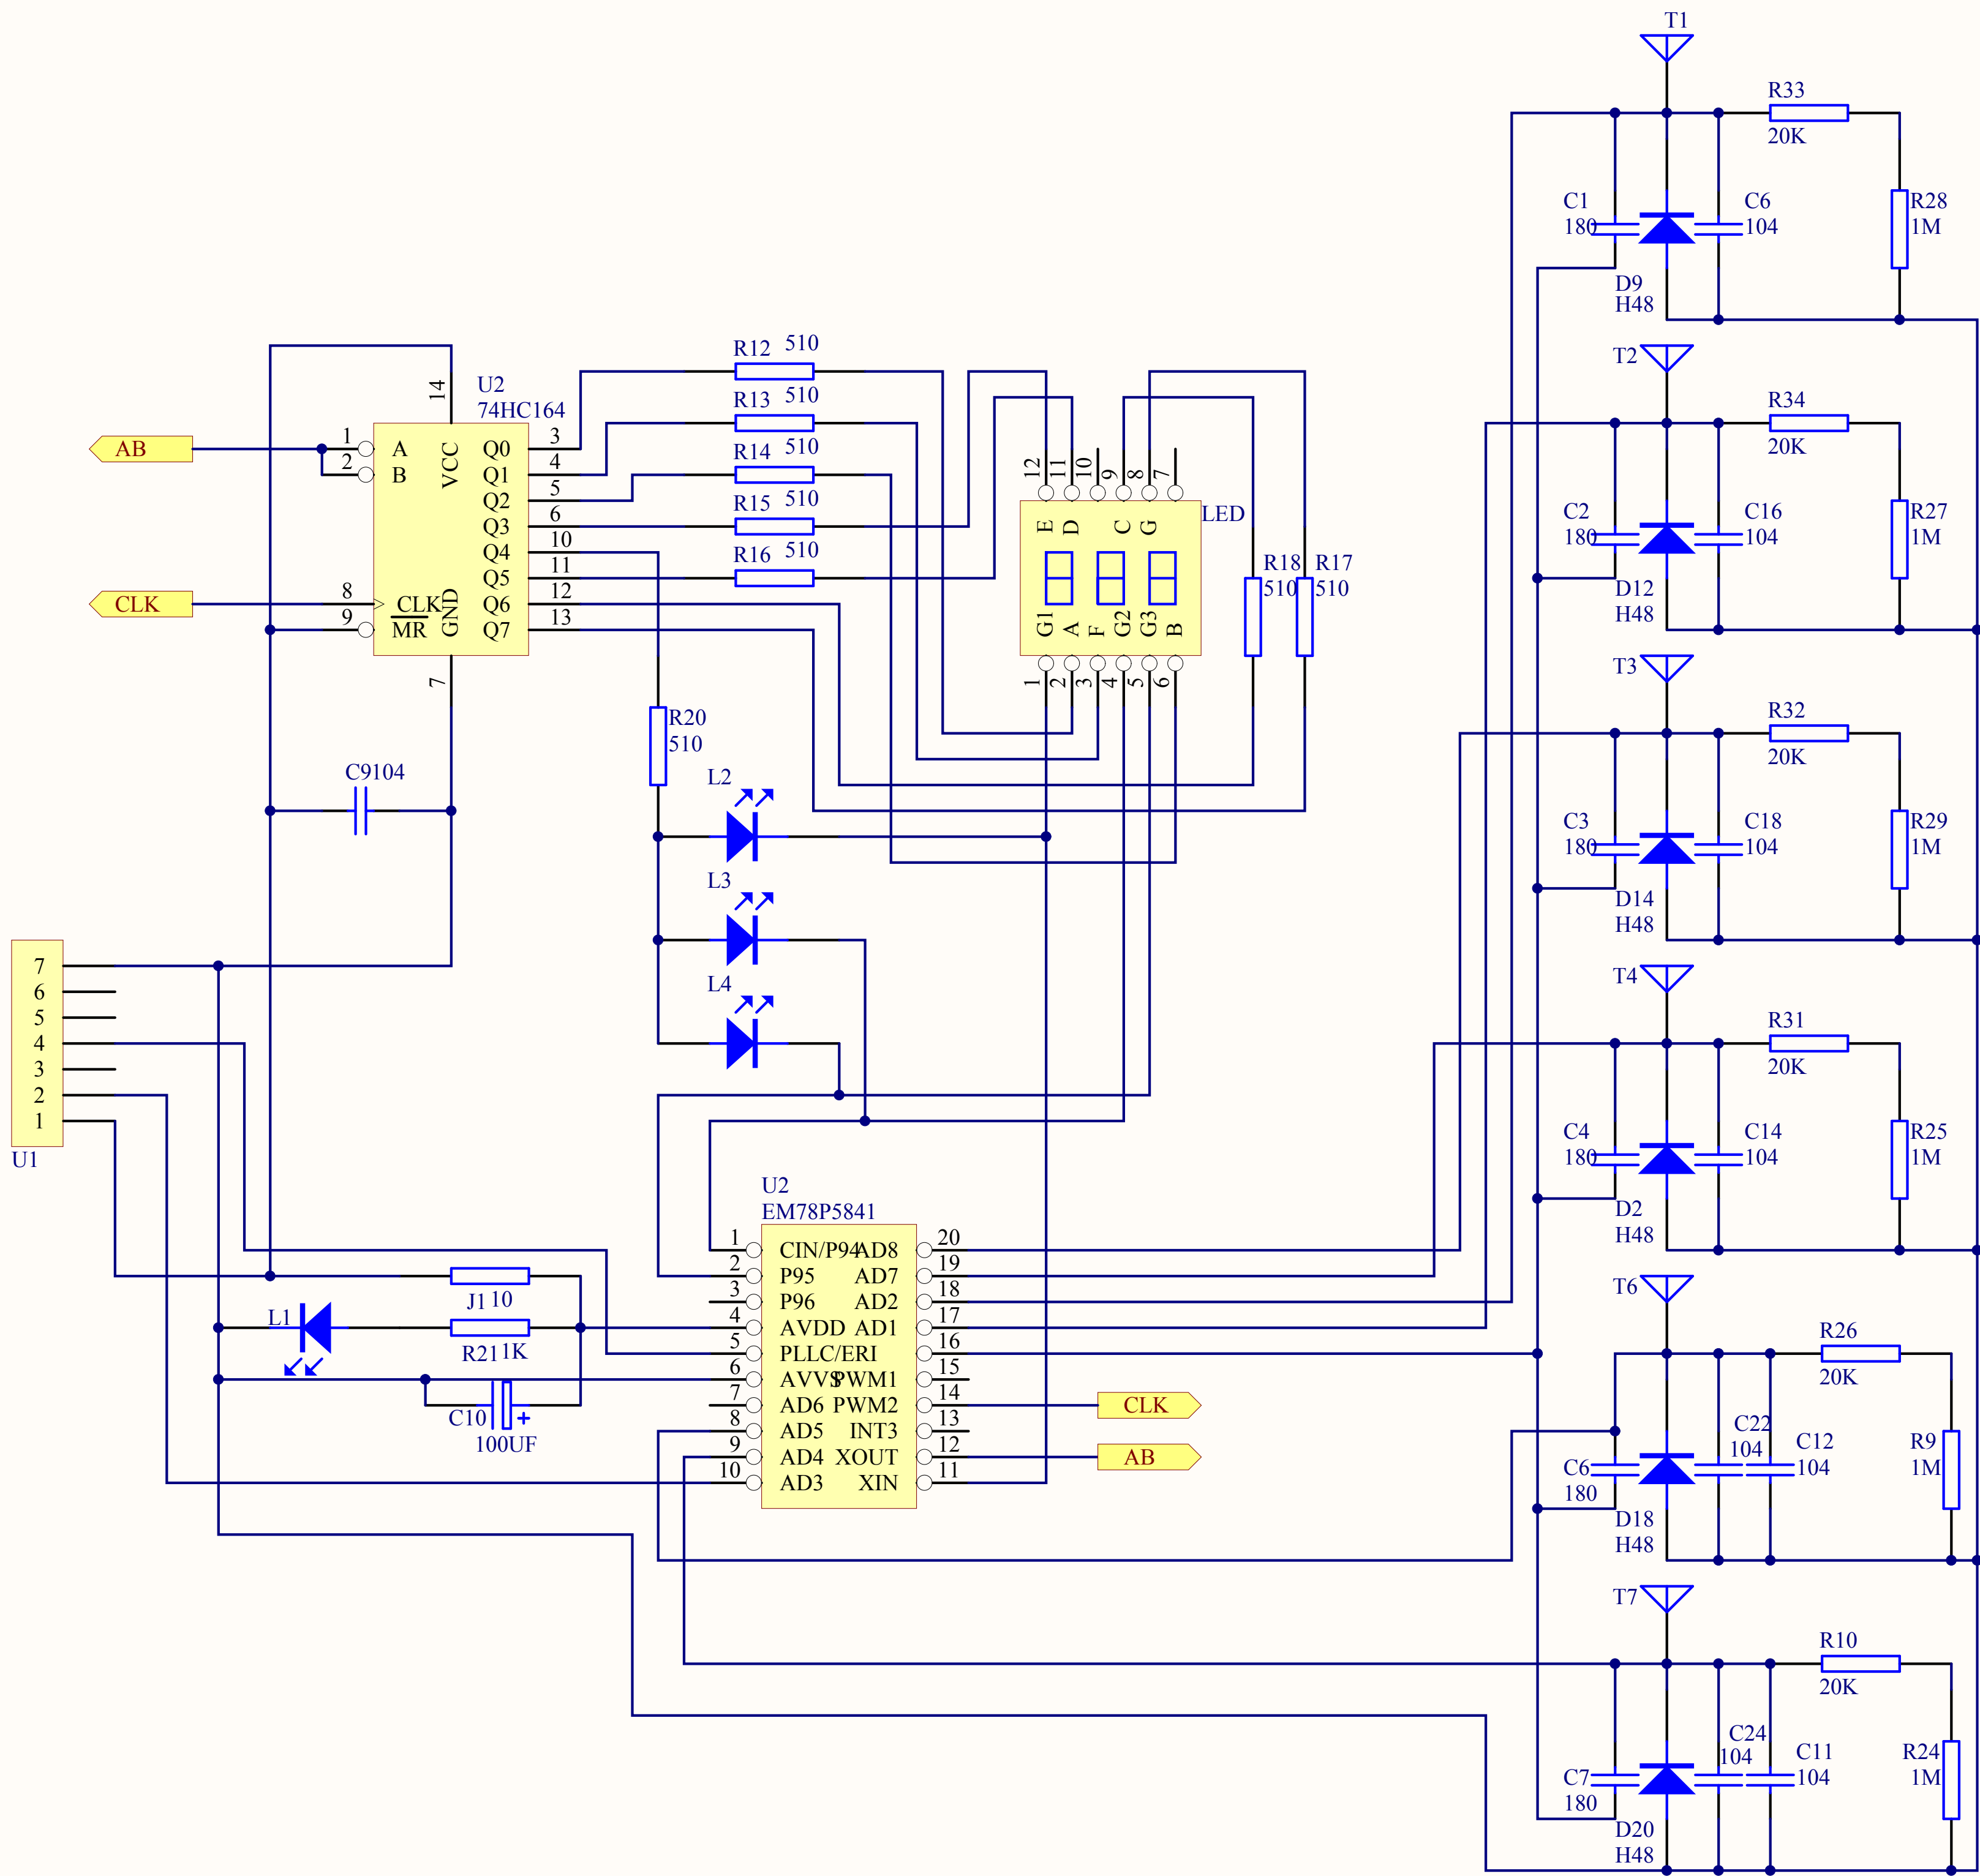 T1
R33
20K
C1
180
C6
104
R28
1M
D9
H48
T2
R34
20K
C2
180
C16
104
R27
1M
D12
H48
T3
R32
20K
C3
180
C18
104
R29
1M
D14
H48
T4
R31
20K
C4
180
C14
104
R25
1M
D2
H48
T6
R26
20K
C22
104
C12
104
R9
1M
C6
180
D18
H48
T7
R10
20K
C24
104
C11
104
R24
1M
C7
180
D20
H48
U2
74HC164
14
VCC
AB
1 A
2 B
CLK
8 CLK
9 MR
GND
7
Q0 3
Q1 4
Q2 5
Q3 6
Q4 10
Q5 11
Q6 12
Q7 13
R12 510
R13 510
R14 510
R15 510
R16 510
12 11 10 9 8 7
E D C G
LED
G1 A F G2 G3 B
1 2 3 4 5 6
R18
510
R17
510
R20
510
C9104
L2
L3
L4
7
6
5
4
3
2
1
U1
J1 10
L1
R21 1K
C10
+
100UF
U2
EM78P5841
1 CIN/P94 AD8 20
2 P95 AD7 19
3 P96 AD2 18
4 AVDD AD1 17
5 PLLC/ERI 16
6 AVVS PWM1 15
7 AD6 PWM2 14
8 AD5 INT3 13
9 AD4 XOUT 12
10 AD3 XIN 11
CLK
AB